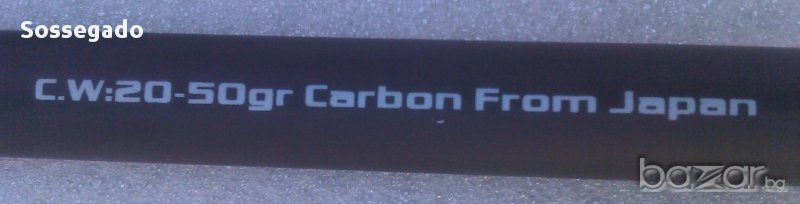 Sossegado
C.W:20-50gr Carbon From Japan
bazar.bg